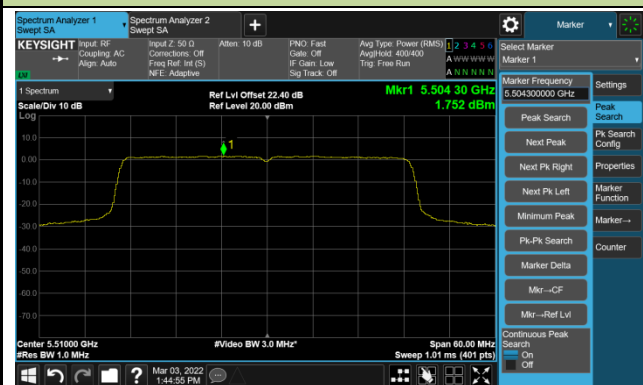 Spectrum Analyzer 1
Swept SA
Spectrum Analyzer 2
Swept SA
+
Marker
KEYSIGHT
Input: RF
Coupling: AC
Align: Auto
Input Z: 50 Ω
Corrections: Off
Freq Ref: Int (S)
NFE: Adaptive
Atten: 10 dB
PNO: Fast
Gate: Off
IF Gain: Low
Sig Track: Off
Avg Type: Power (RMS)
Avg|Hold: 400/400
Trig: Free Run
1 2 3 4 5 6
A W W W W W
A N N N N N
Select Marker
Marker 1
1 Spectrum
Scale/Div 10 dB
Log
Ref Lvl Offset 22.40 dB
Ref Level 20.00 dBm
Mkr1 5.504 30 GHz
1.752 dBm
10.0
0.00
-10.0
-20.0
-30.0
-40.0
-50.0
-60.0
-70.0
1
Center 5.51000 GHz
#Res BW 1.0 MHz
#Video BW 3.0 MHz*
Span 60.00 MHz
Sweep 1.01 ms (401 pts)
Marker Frequency
5.504300000 GHz
Peak Search
Next Peak
Next Pk Right
Next Pk Left
Minimum Peak
Pk-Pk Search
Marker Delta
Mkr→CF
Mkr→Ref Lvl
Continuous Peak
Search
On
Off
Settings
Peak
Search
Pk Search
Config
Properties
Marker
Function
Marker→
Counter
?
Mar 03, 2022
1:44:55 PM